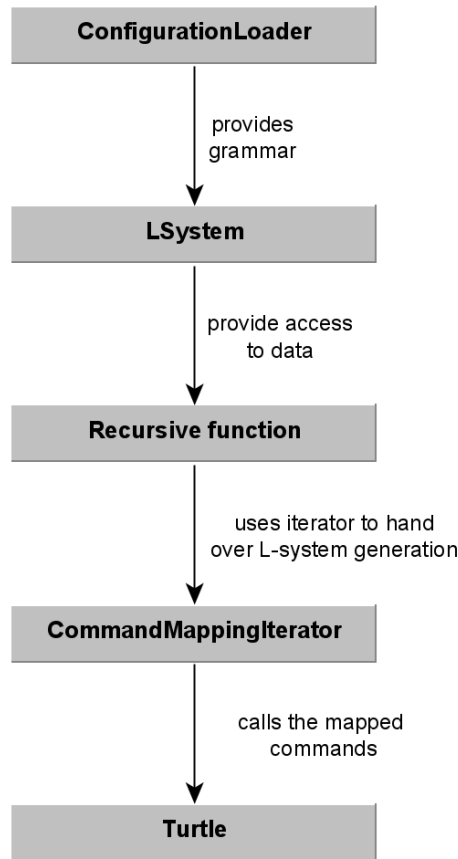 ConfigurationLoader
provides
grammar
LSystem
provide access
to data
Recursive function
uses iterator to hand
over L-system generation
CommandMappingIterator
calls the mapped
commands
Turtle